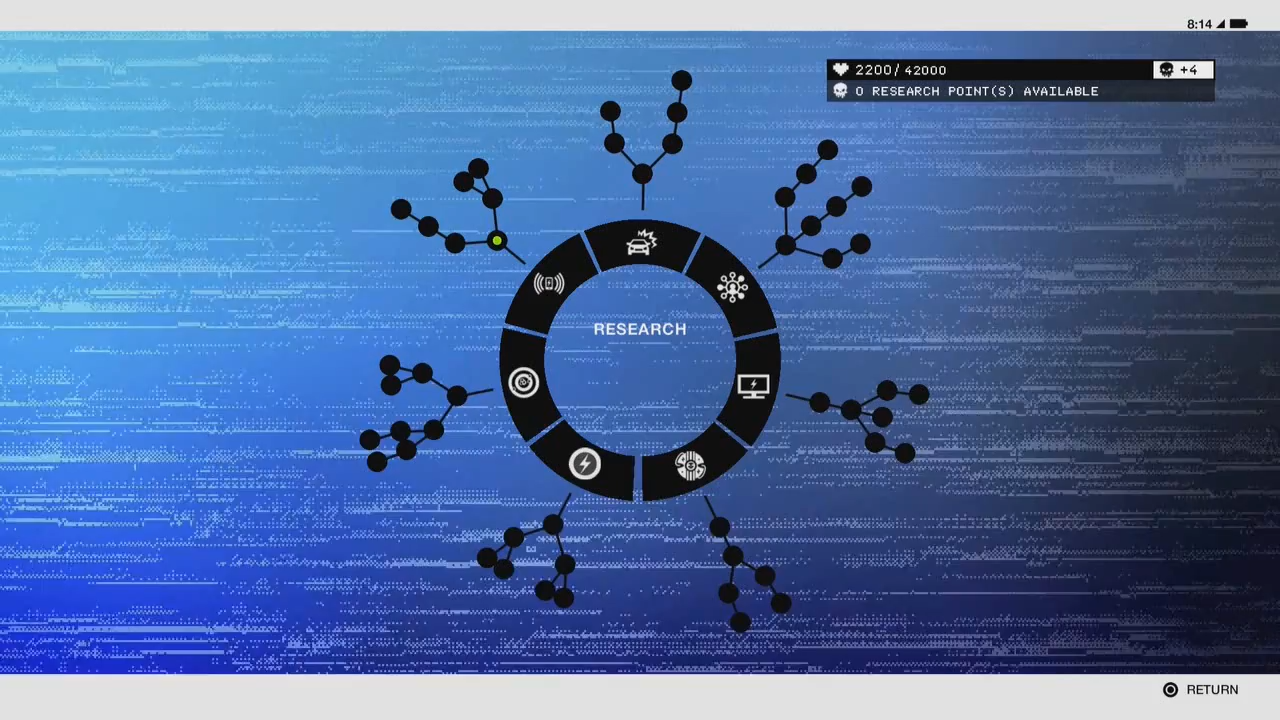 8:14
2200/ 42000
+4
0 RESEARCH POINT(S) AVAILABLE
RESEARCH
RETURN